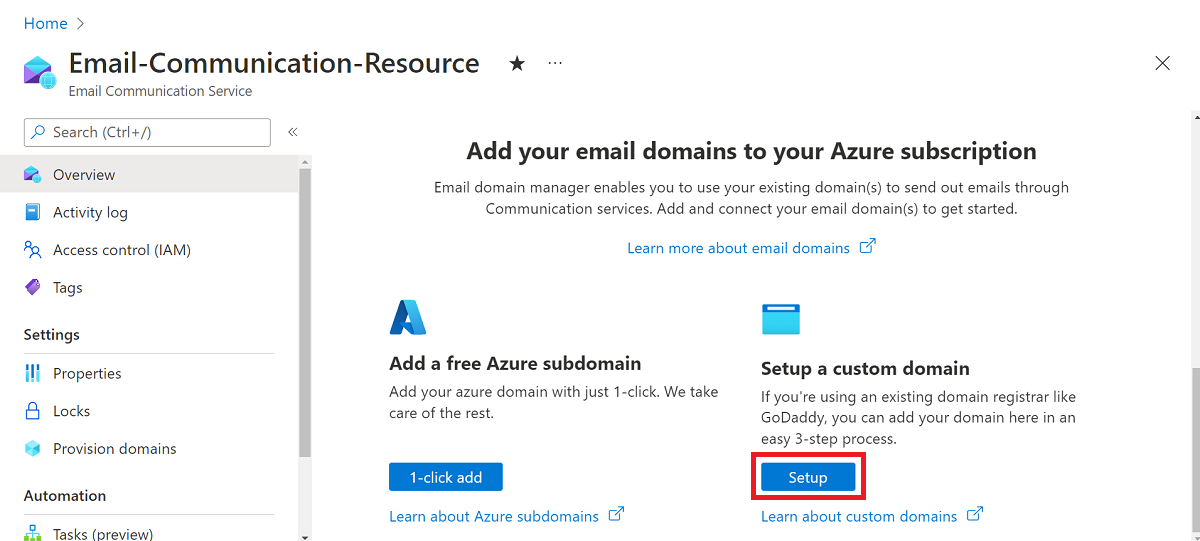 Home >
Email-Communication-Resource ★ ...
Email Communication Service
Search (Ctrl+/) «
Overview
Activity log
Access control (IAM)
Tags
Settings
Properties
Locks
Provision domains
Automation
Tasks (preview)
Add your email domains to your Azure subscription
Email domain manager enables you to use your existing domain(s) to send out emails through
Communication services. Add and connect your email domain(s) to get started.
Learn more about email domains
Add a free Azure subdomain
Add your azure domain with just 1-click. We take
care of the rest.
1-click add
Learn about Azure subdomains
Setup a custom domain
If you're using an existing domain registrar like
GoDaddy, you can add your domain here in an
easy 3-step process.
Setup
Learn about custom domains